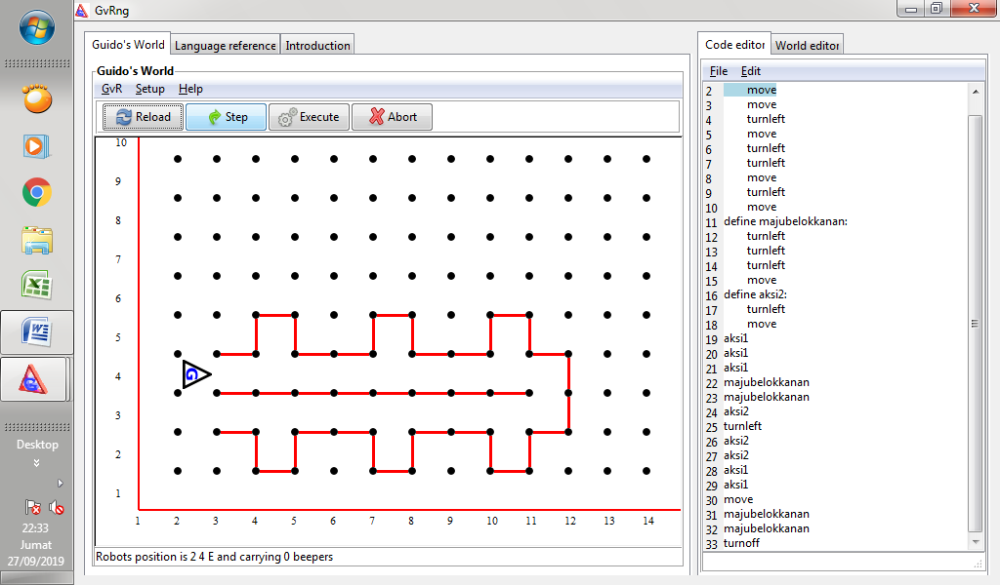 GvRng
Guido's World
Language reference
Introduction
Guido's World
GvR
Setup
Help
Reload
Step
Execute
Abort
10
9
8
7
6
5
4
3
2
1
G
1 2 3 4 5 6 7 8 9 10 11 12 13 14
Robots position is 2 4 E and carrying 0 beepers
Code editor
World editor
File
Edit
2 move
3 move
4 turnleft
5 move
6 turnleft
7 turnleft
8 move
9 turnleft
10 move
11 define majubelokkanan:
12 turnleft
13 turnleft
14 turnleft
15 move
16 define aksi2:
17 turnleft
18 move
19 aksi1
20 aksi1
21 aksi1
22 majubelokkanan
23 majubelokkanan
24 aksi2
25 turnleft
26 aksi2
27 aksi2
28 aksi1
29 aksi1
30 move
31 majubelokkanan
32 majubelokkanan
33 turnoff
Desktop
22:33
Jumat
27/09/2019